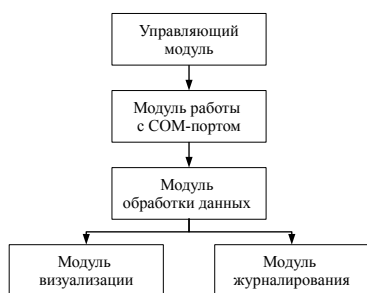 Управляющий
модуль
Модуль работы
с COM-портом
Модуль
обработки данных
Модуль
визуализации
Модуль
журналирования